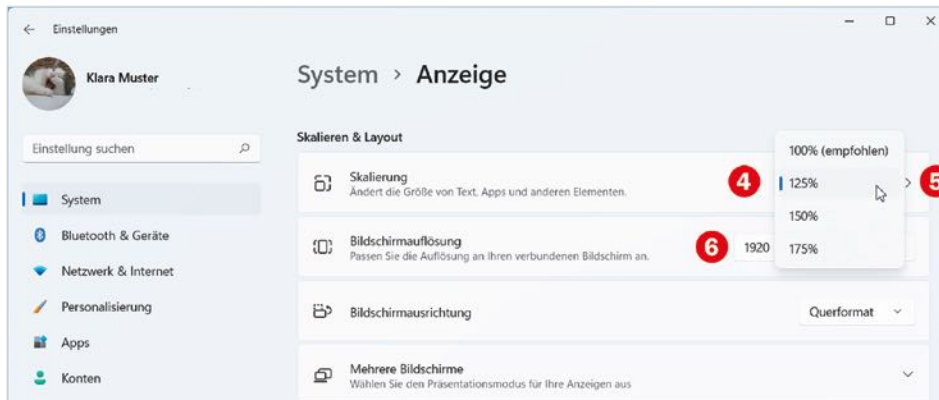 Einstellungen
Klara Muster
System > Anzeige
Einstellung suchen
System
Bluetooth & Geräte
Netzwerk & Internet
Personalisierung
Apps
Konten
Skalieren & Layout
Skalierung
Ändert die Größe von Text, Apps und anderen Elementen.
4
100% (empfohlen)
125%
150%
175%
5
Bildschirmauflösung
Passen Sie die Auflösung an Ihren verbundenen Bildschirm an.
6
1920
Bildschirmausrichtung
Querformat
Mehrere Bildschirme
Wählen Sie den Präsentationsmodus für Ihre Anzeigen aus